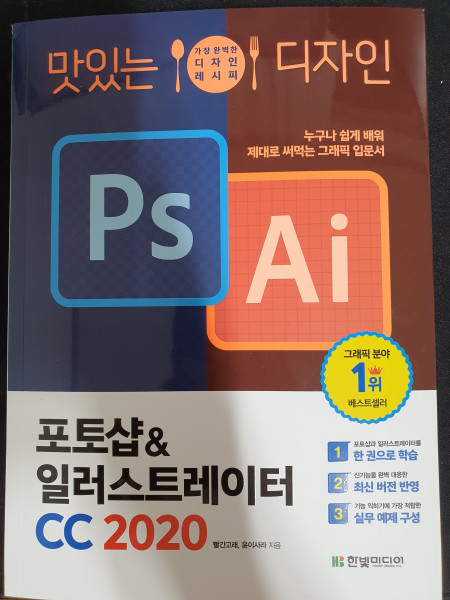 맛있는 디자인
가장 완벽한
디자인
레시피
누구나 쉽게 배워
제대로 써먹는 그래픽 입문서
Ps
Ai
그래픽 분야
1위
베스트셀러
포토샵&
일러스트레이터
CC 2020
빨간고래, 윤이사라 지음
1 포토샵과 일러스트레이터를
한 권으로 학습
2 신기능을 완벽 대응한
최신 버전 반영
3 기능 익히기에 가장 적합한
실무 예제 구성
HB 한빛미디어